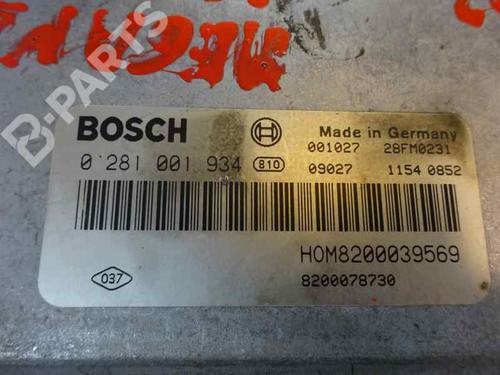 B-PARTS
BOSCH
Made in Germany
0 281 001 934 810
001027 28FM0231
09027 1154 0852
HOM8200039569
037
8200078730